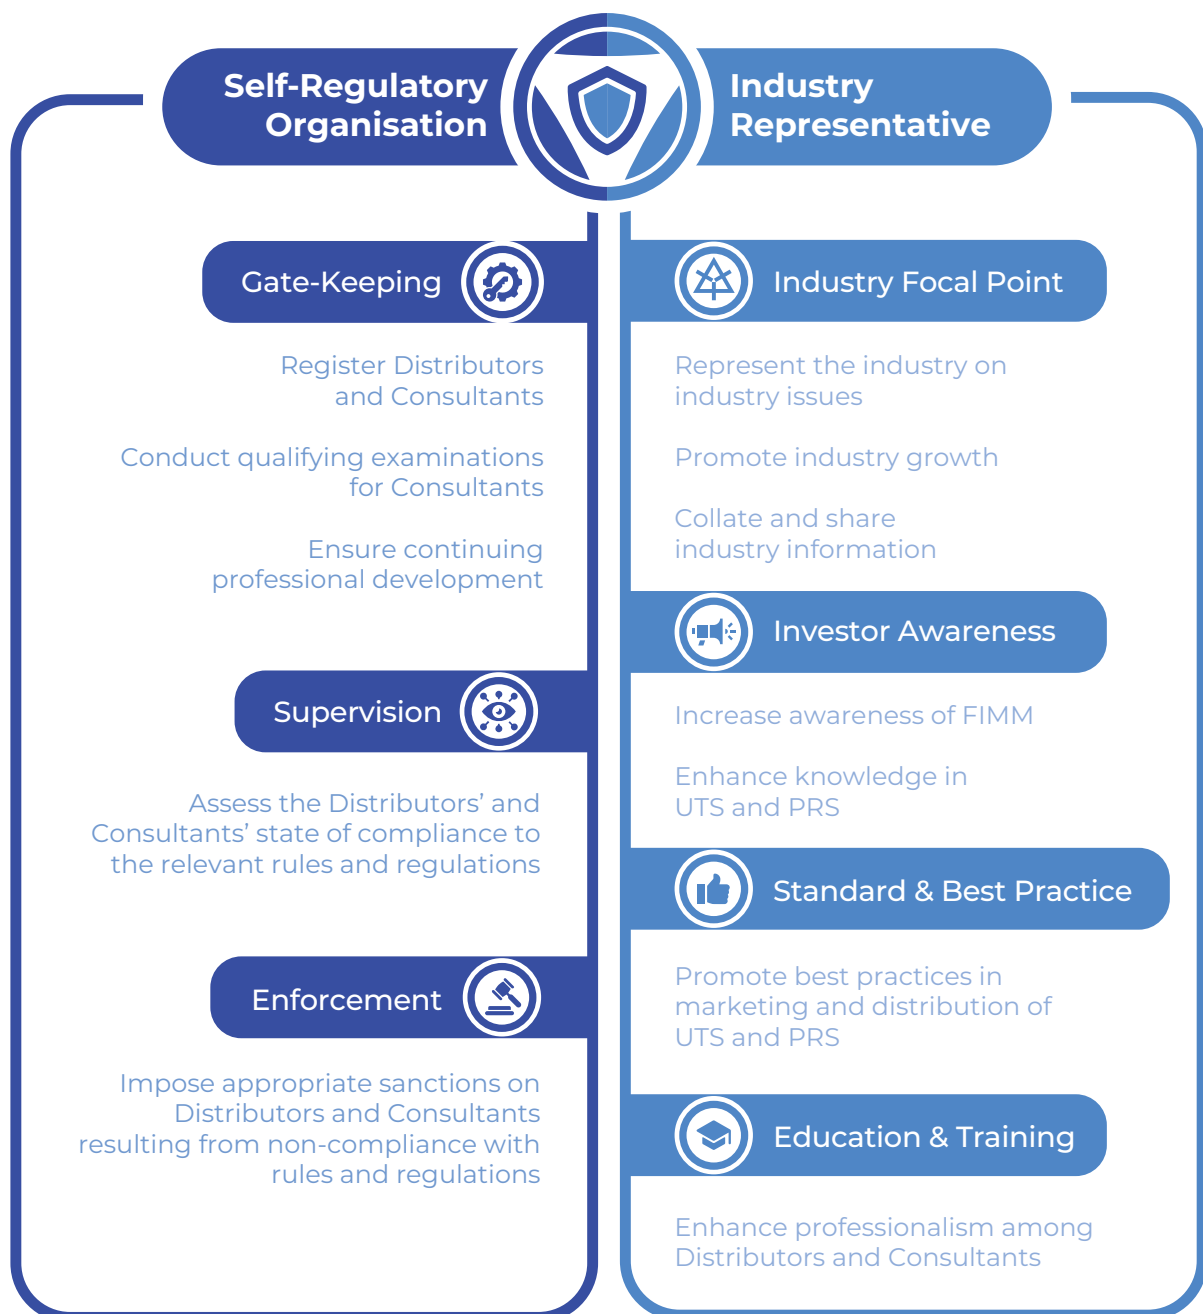 Self-Regulatory
Organisation
Gate-Keeping
Register Distributors
and Consultants
Conduct qualifying examinations
for Consultants
Ensure continuing
professional development
Supervision
Assess the Distributors’ and
Consultants’ state of compliance to
the relevant rules and regulations
Enforcement
Impose appropriate sanctions on
Distributors and Consultants
resulting from non-compliance with
rules and regulations
Industry
Representative
Industry Focal Point
Represent the industry on
industry issues
Promote industry growth
Collate and share
industry information
Investor Awareness
Increase awareness of FIMM
Enhance knowledge in
UTS and PRS
Standard & Best Practice
Promote best practices in
marketing and distribution of
UTS and PRS
Education & Training
Enhance professionalism among
Distributors and Consultants